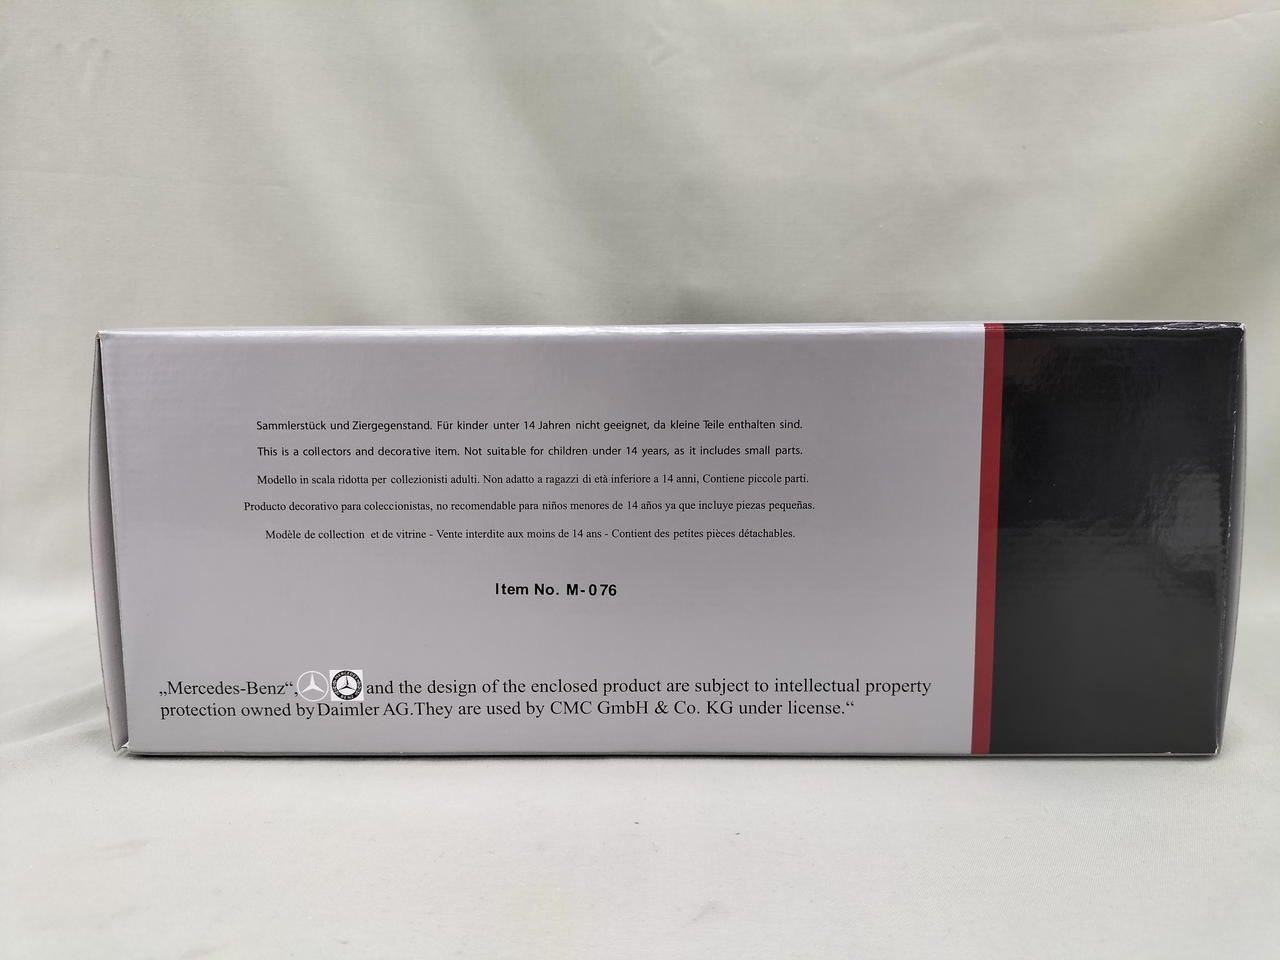 Sammlerstück und Ziergegenstand. Für kinder unter 14 Jahren nicht geeignet, da kleine Teile enthalten sind.
This is a collectors and decorative item. Not suitable for children under 14 years, as it includes small parts.
Modello in scala ridotta per collezionisti adulti. Non adatto a ragazzi di età inferiore a 14 anni, Contiene piccole parti.
Producto decorativo para coleccionistas, no recomendable para niños menores de 14 años ya que incluye piezas pequeñas.
Modèle de collection et de vitrine - Vente interdite aux moins de 14 ans - Contient des petites pièces détachables.
Item No. M-076
„Mercedes-Benz“, and the design of the enclosed product are subject to intellectual property
protection owned by Daimler AG.They are used by CMC GmbH & Co. KG under license.“